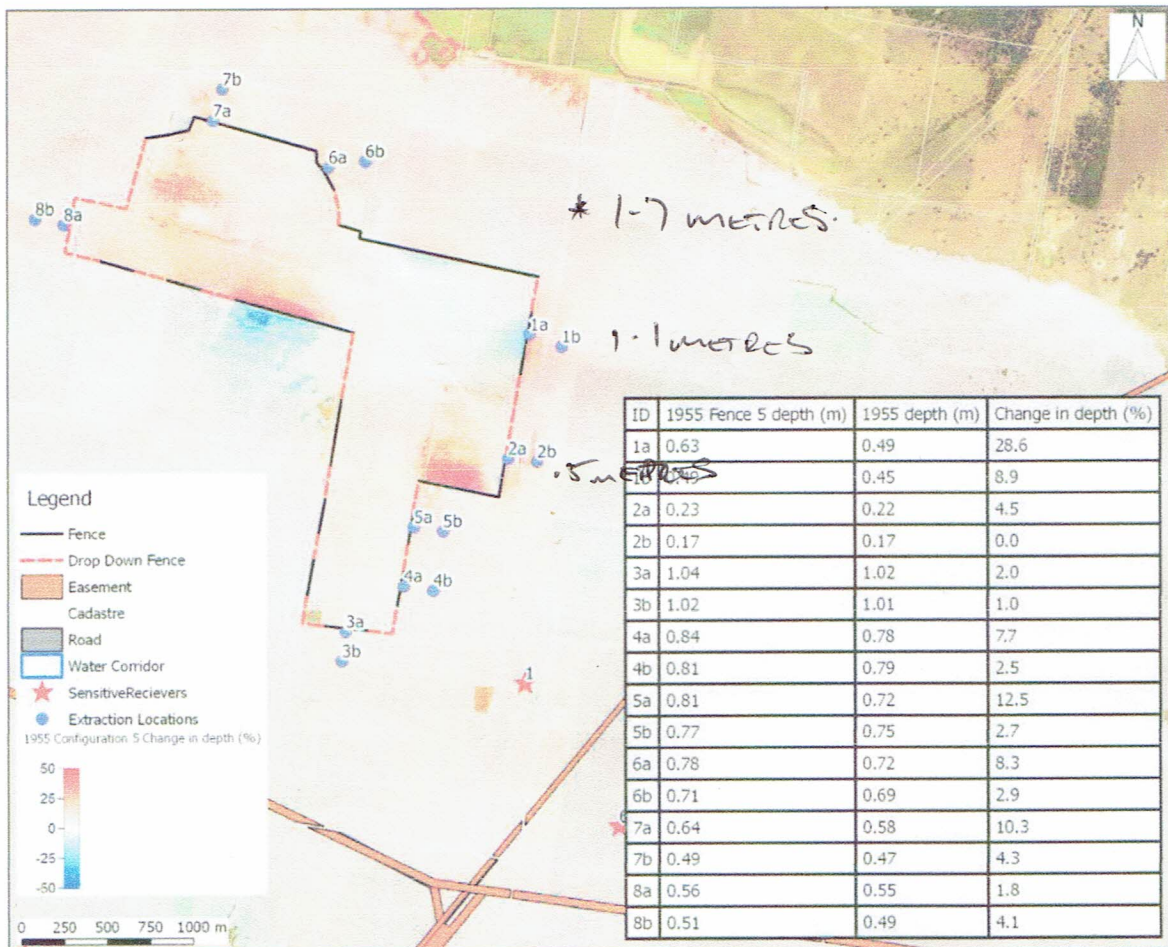 N
7b
7a
6a
6b
8b
8a
* 1.7 METRES.
1a
1b
1.1 METRES
2a
2b
.5 METRES
5a
5b
4a
4b
3a
3b
1
Legend
Fence
Drop Down Fence
Easement
Cadastre
Road
Water Corridor
SensitiveRecievers
Extraction Locations
1955 Configuration 5 Change in depth (%)
50
25
0
-25
-50
0 250 500 750 1000 m
ID 1955 Fence 5 depth (m) 1955 depth (m) Change in depth (%)
1a 0.63 0.49 28.6
1b 0.49 0.45 8.9
2a 0.23 0.22 4.5
2b 0.17 0.17 0.0
3a 1.04 1.02 2.0
3b 1.02 1.01 1.0
4a 0.84 0.78 7.7
4b 0.81 0.79 2.5
5a 0.81 0.72 12.5
5b 0.77 0.75 2.7
6a 0.78 0.72 8.3
6b 0.71 0.69 2.9
7a 0.64 0.58 10.3
7b 0.49 0.47 4.3
8a 0.56 0.55 1.8
8b 0.51 0.49 4.1